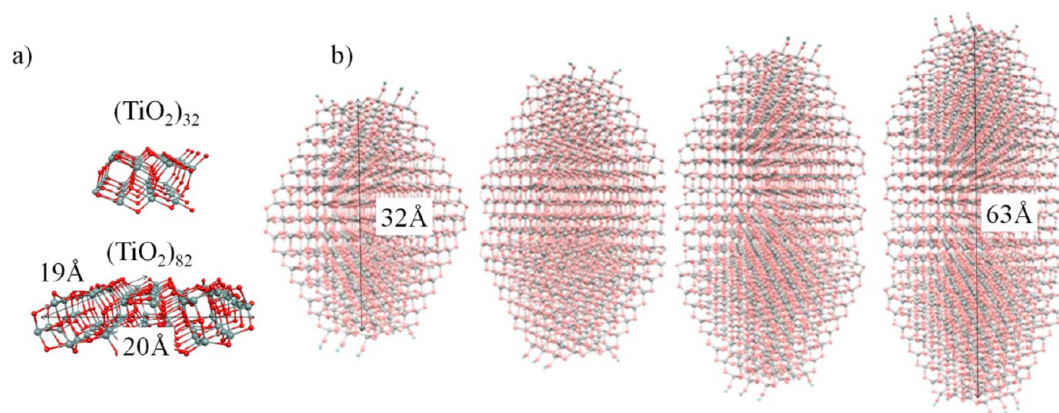 a)
b)
(TiO₂)₃₂
(TiO₂)₈₂
19Å
20Å
32Å
63Å